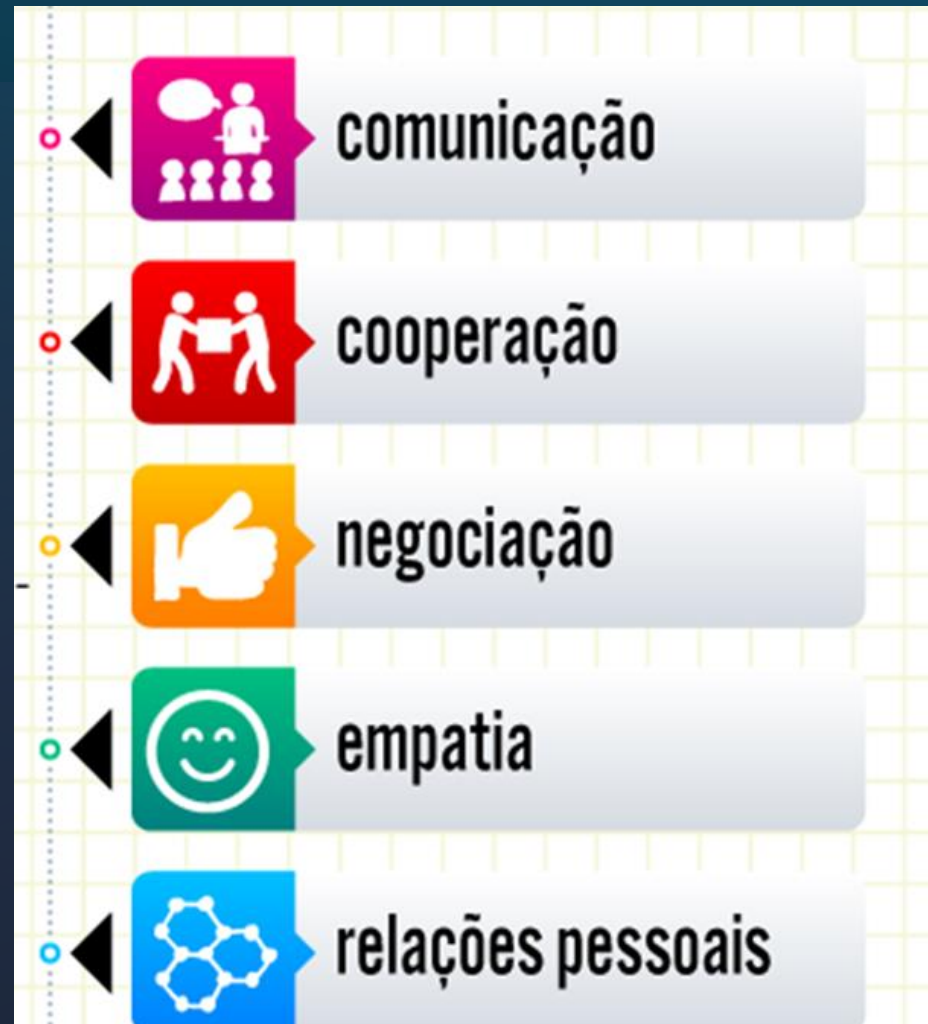 comunicação
cooperação
negociação
empatia
relações pessoais